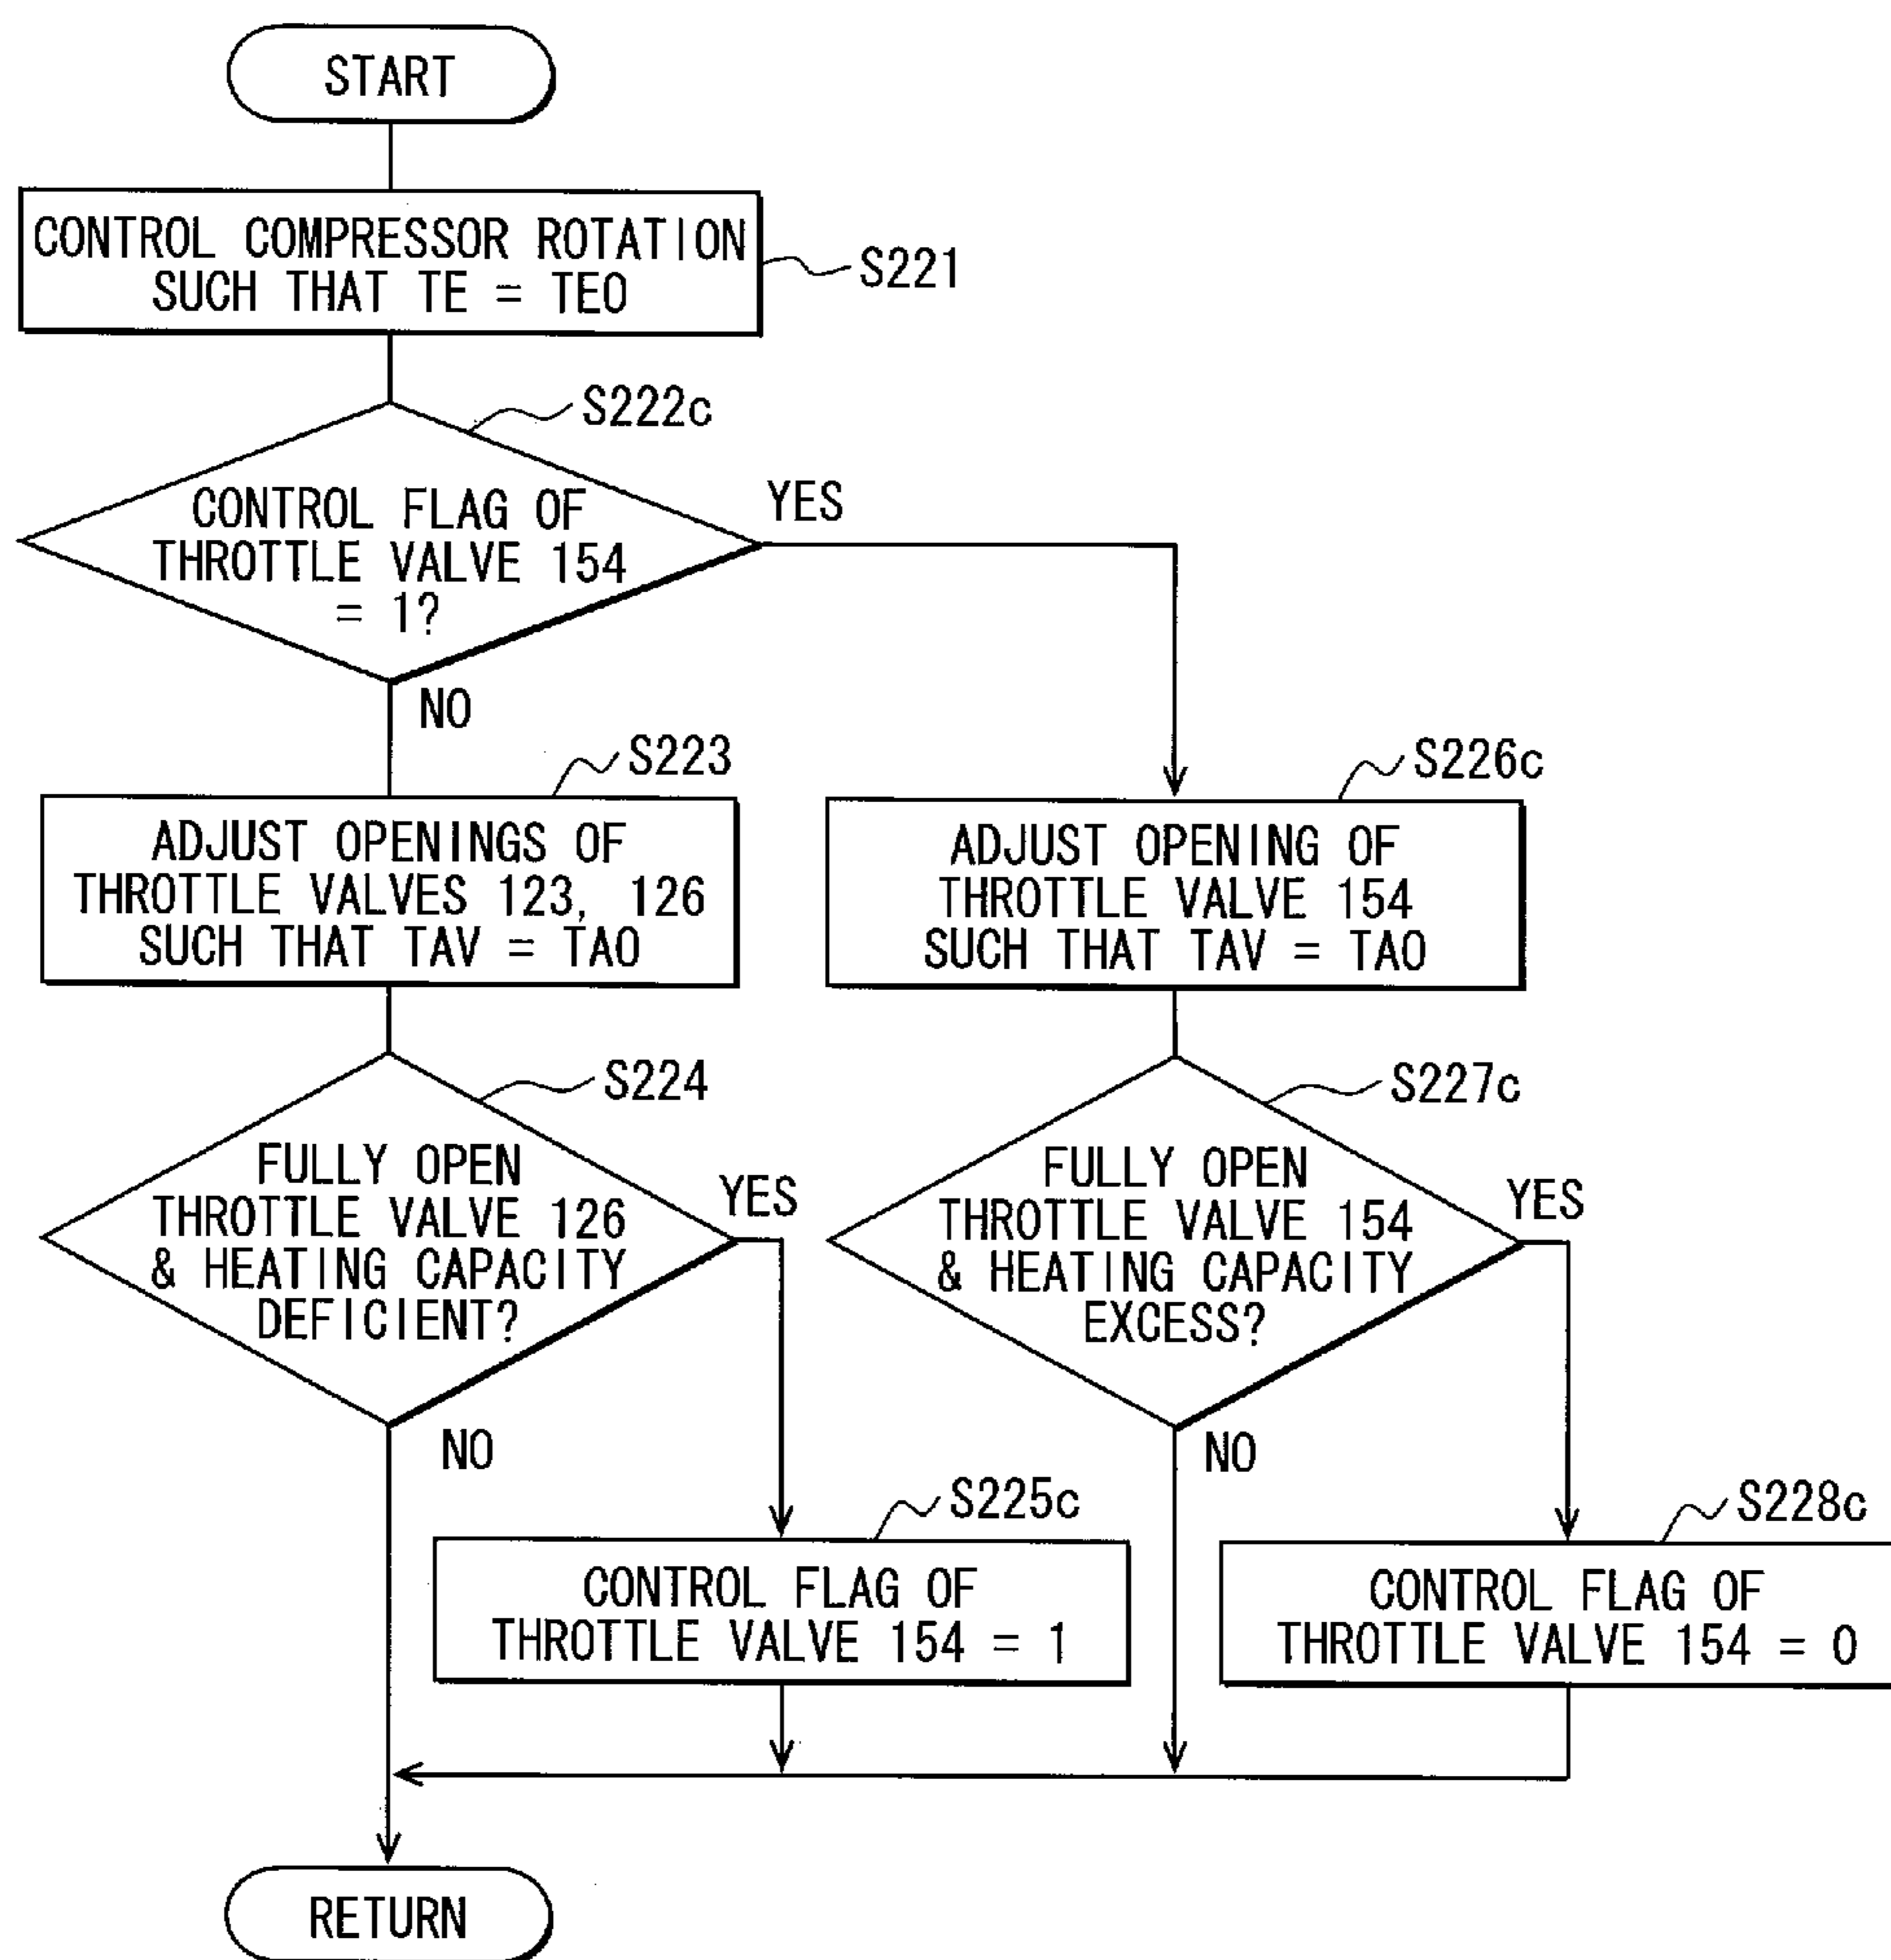 START
CONTROL COMPRESSOR ROTATION
SUCH THAT TE = TEO
S221
S222c
CONTROL FLAG OF
THROTTLE VALVE 154
= 1?
YES
NO
S223
ADJUST OPENINGS OF
THROTTLE VALVES 123, 126
SUCH THAT TAV = TAO
S226c
ADJUST OPENING OF
THROTTLE VALVE 154
SUCH THAT TAV = TAO
S224
FULLY OPEN
THROTTLE VALVE 126
& HEATING CAPACITY
DEFICIENT?
YES
NO
S227c
FULLY OPEN
THROTTLE VALVE 154
& HEATING CAPACITY
EXCESS?
YES
NO
S225c
CONTROL FLAG OF
THROTTLE VALVE 154 = 1
S228c
CONTROL FLAG OF
THROTTLE VALVE 154 = 0
RETURN